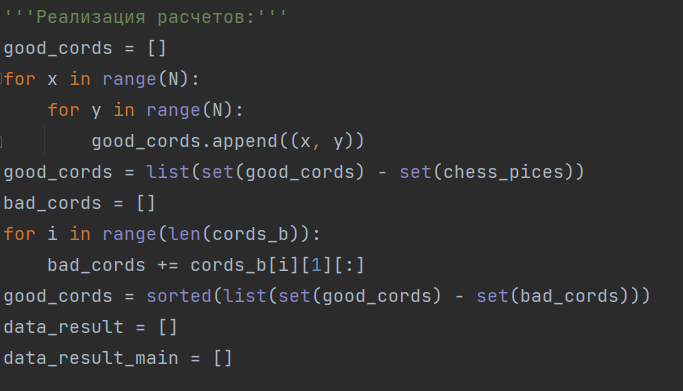 '''Реализация расчетов:'''
good_cords = []
for x in range(N):
    for y in range(N):
        good_cords.append((x, y))
good_cords = list(set(good_cords) - set(chess_pices))
bad_cords = []
for i in range(len(cords_b)):
    bad_cords += cords_b[i][1][:]
good_cords = sorted(list(set(good_cords) - set(bad_cords)))
data_result = []
data_result_main = []